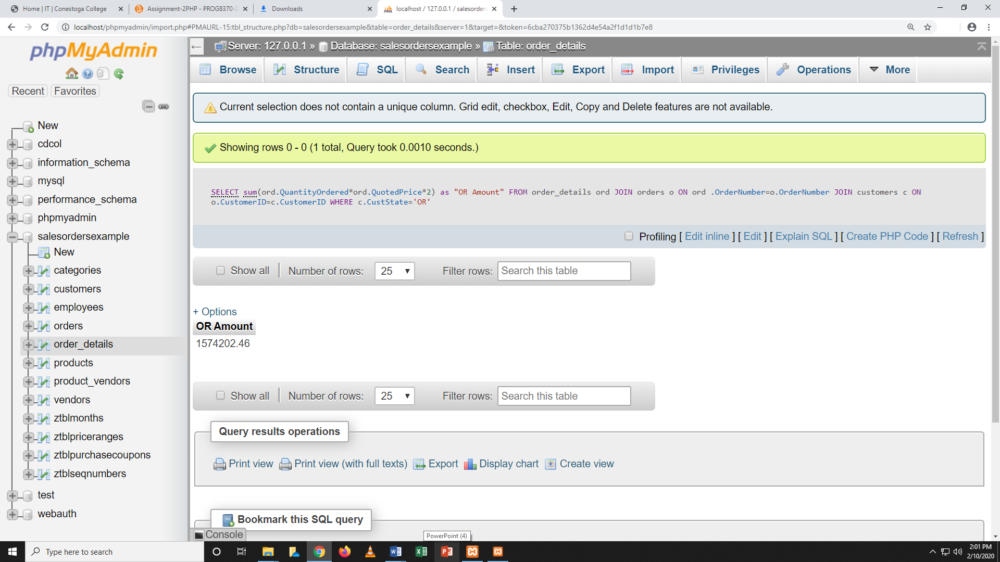 Home | IT | Conestoga College
Assignment-2PHP - PROG8370-2
Downloads
localhost / 127.0.0.1 / salesorders
localhost/phpmyadmin/import.php#PMAURL-15:tbl_structure.php?db=salesordersexample&table=order_details&server=1&target=&token=6cba270375b1362d4e54a2f1d1d1b7e8
phpMyAdmin
Recent Favorites
New
cdcol
information_schema
mysql
performance_schema
phpmyadmin
salesordersexample
New
categories
customers
employees
orders
order_details
products
product_vendors
vendors
ztblmonths
ztblpriceranges
ztblpurchasecoupons
ztblseqnumbers
test
webauth
Server: 127.0.0.1 » Database: salesordersexample » Table: order_details
Browse Structure SQL Search Insert Export Import Privileges Operations More
Current selection does not contain a unique column. Grid edit, checkbox, Edit, Copy and Delete features are not available.
Showing rows 0 - 0 (1 total, Query took 0.0010 seconds.)
SELECT sum(ord.QuantityOrdered*ord.QuotedPrice*2) as "OR Amount" FROM order_details ord JOIN orders o ON ord .OrderNumber=o.OrderNumber JOIN customers c ON
o.CustomerID=c.CustomerID WHERE c.CustState='OR'
Profiling [ Edit inline ] [ Edit ] [ Explain SQL ] [ Create PHP Code ] [ Refresh ]
Show all Number of rows: 25 Filter rows: Search this table
+ Options
OR Amount
1574202.46
Show all Number of rows: 25 Filter rows: Search this table
Query results operations
Print view Print view (with full texts) Export Display chart Create view
Bookmark this SQL query
Console
PowerPoint (4)
Type here to search
2:01 PM
2/10/2020